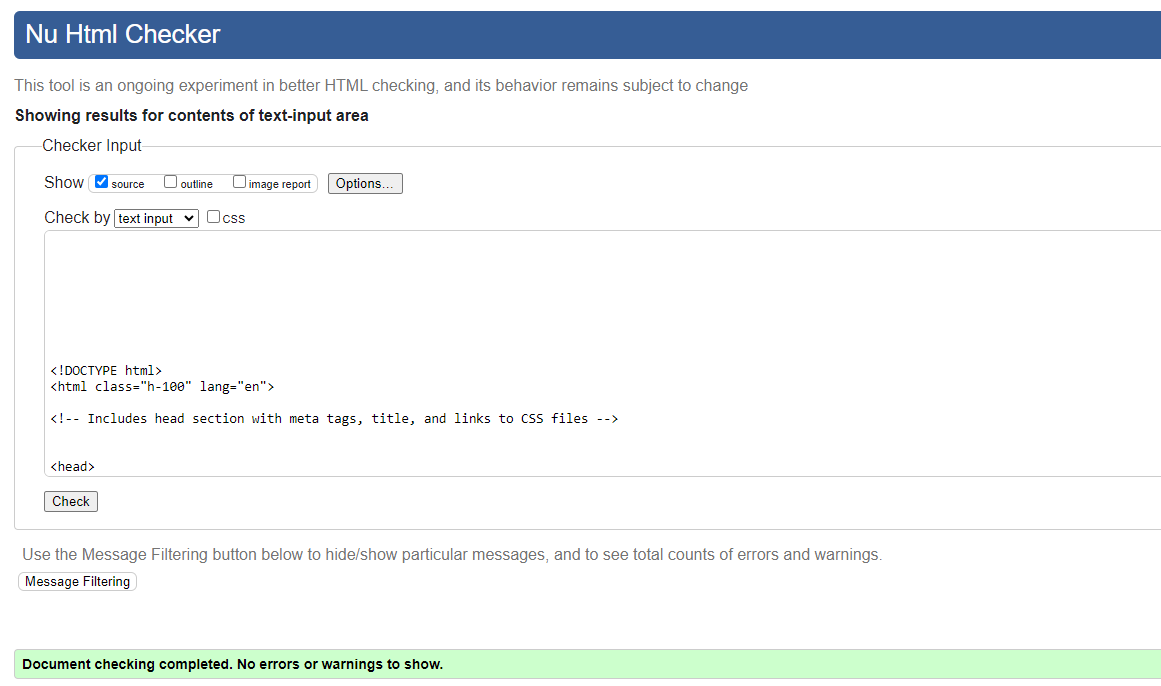 Nu Html Checker
This tool is an ongoing experiment in better HTML checking, and its behavior remains subject to change
Showing results for contents of text-input area
Checker Input
Show source outline image report Options...
Check by text input css
<!DOCTYPE html>
<html class="h-100" lang="en">
<!-- Includes head section with meta tags, title, and links to CSS files -->
<head>
Check
Use the Message Filtering button below to hide/show particular messages, and to see total counts of errors and warnings.
Message Filtering
Document checking completed. No errors or warnings to show.